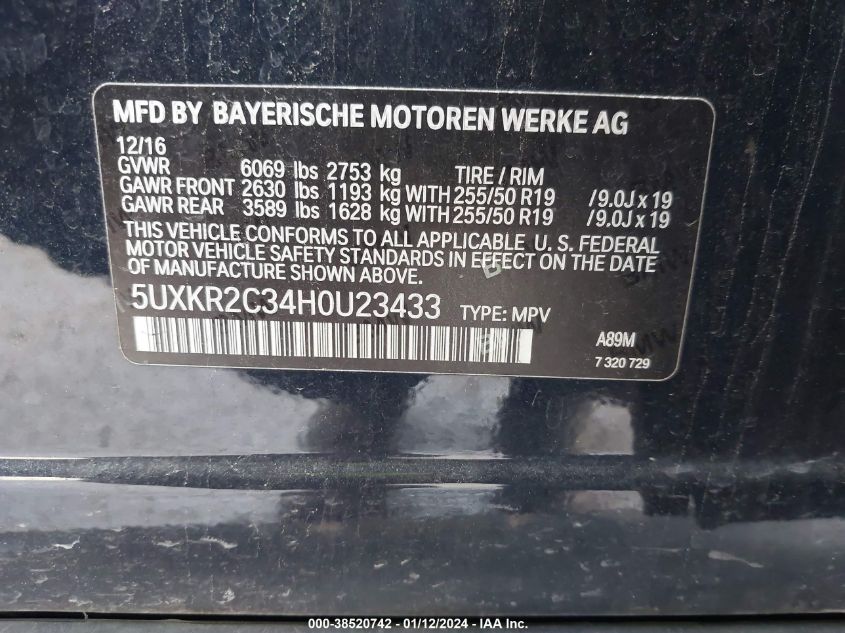 MFD BY BAYERISCHE MOTOREN WERKE AG
12/16
GVWR 6069 lbs 2753 kg TIRE / RIM
GAWR FRONT 2630 lbs 1193 kg WITH 255/50 R19 /9.0J x 19
GAWR REAR 3589 lbs 1628 kg WITH 255/50 R19 /9.0J x 19
THIS VEHICLE CONFORMS TO ALL APPLICABLE U. S. FEDERAL
MOTOR VEHICLE SAFETY STANDARDS IN EFFECT ON THE DATE
OF MANUFACTURE SHOWN ABOVE.
5UXKR2C34H0U23433 TYPE: MPV
A89M
7 320 729
000-38520742 - 01/12/2024 - IAA Inc.